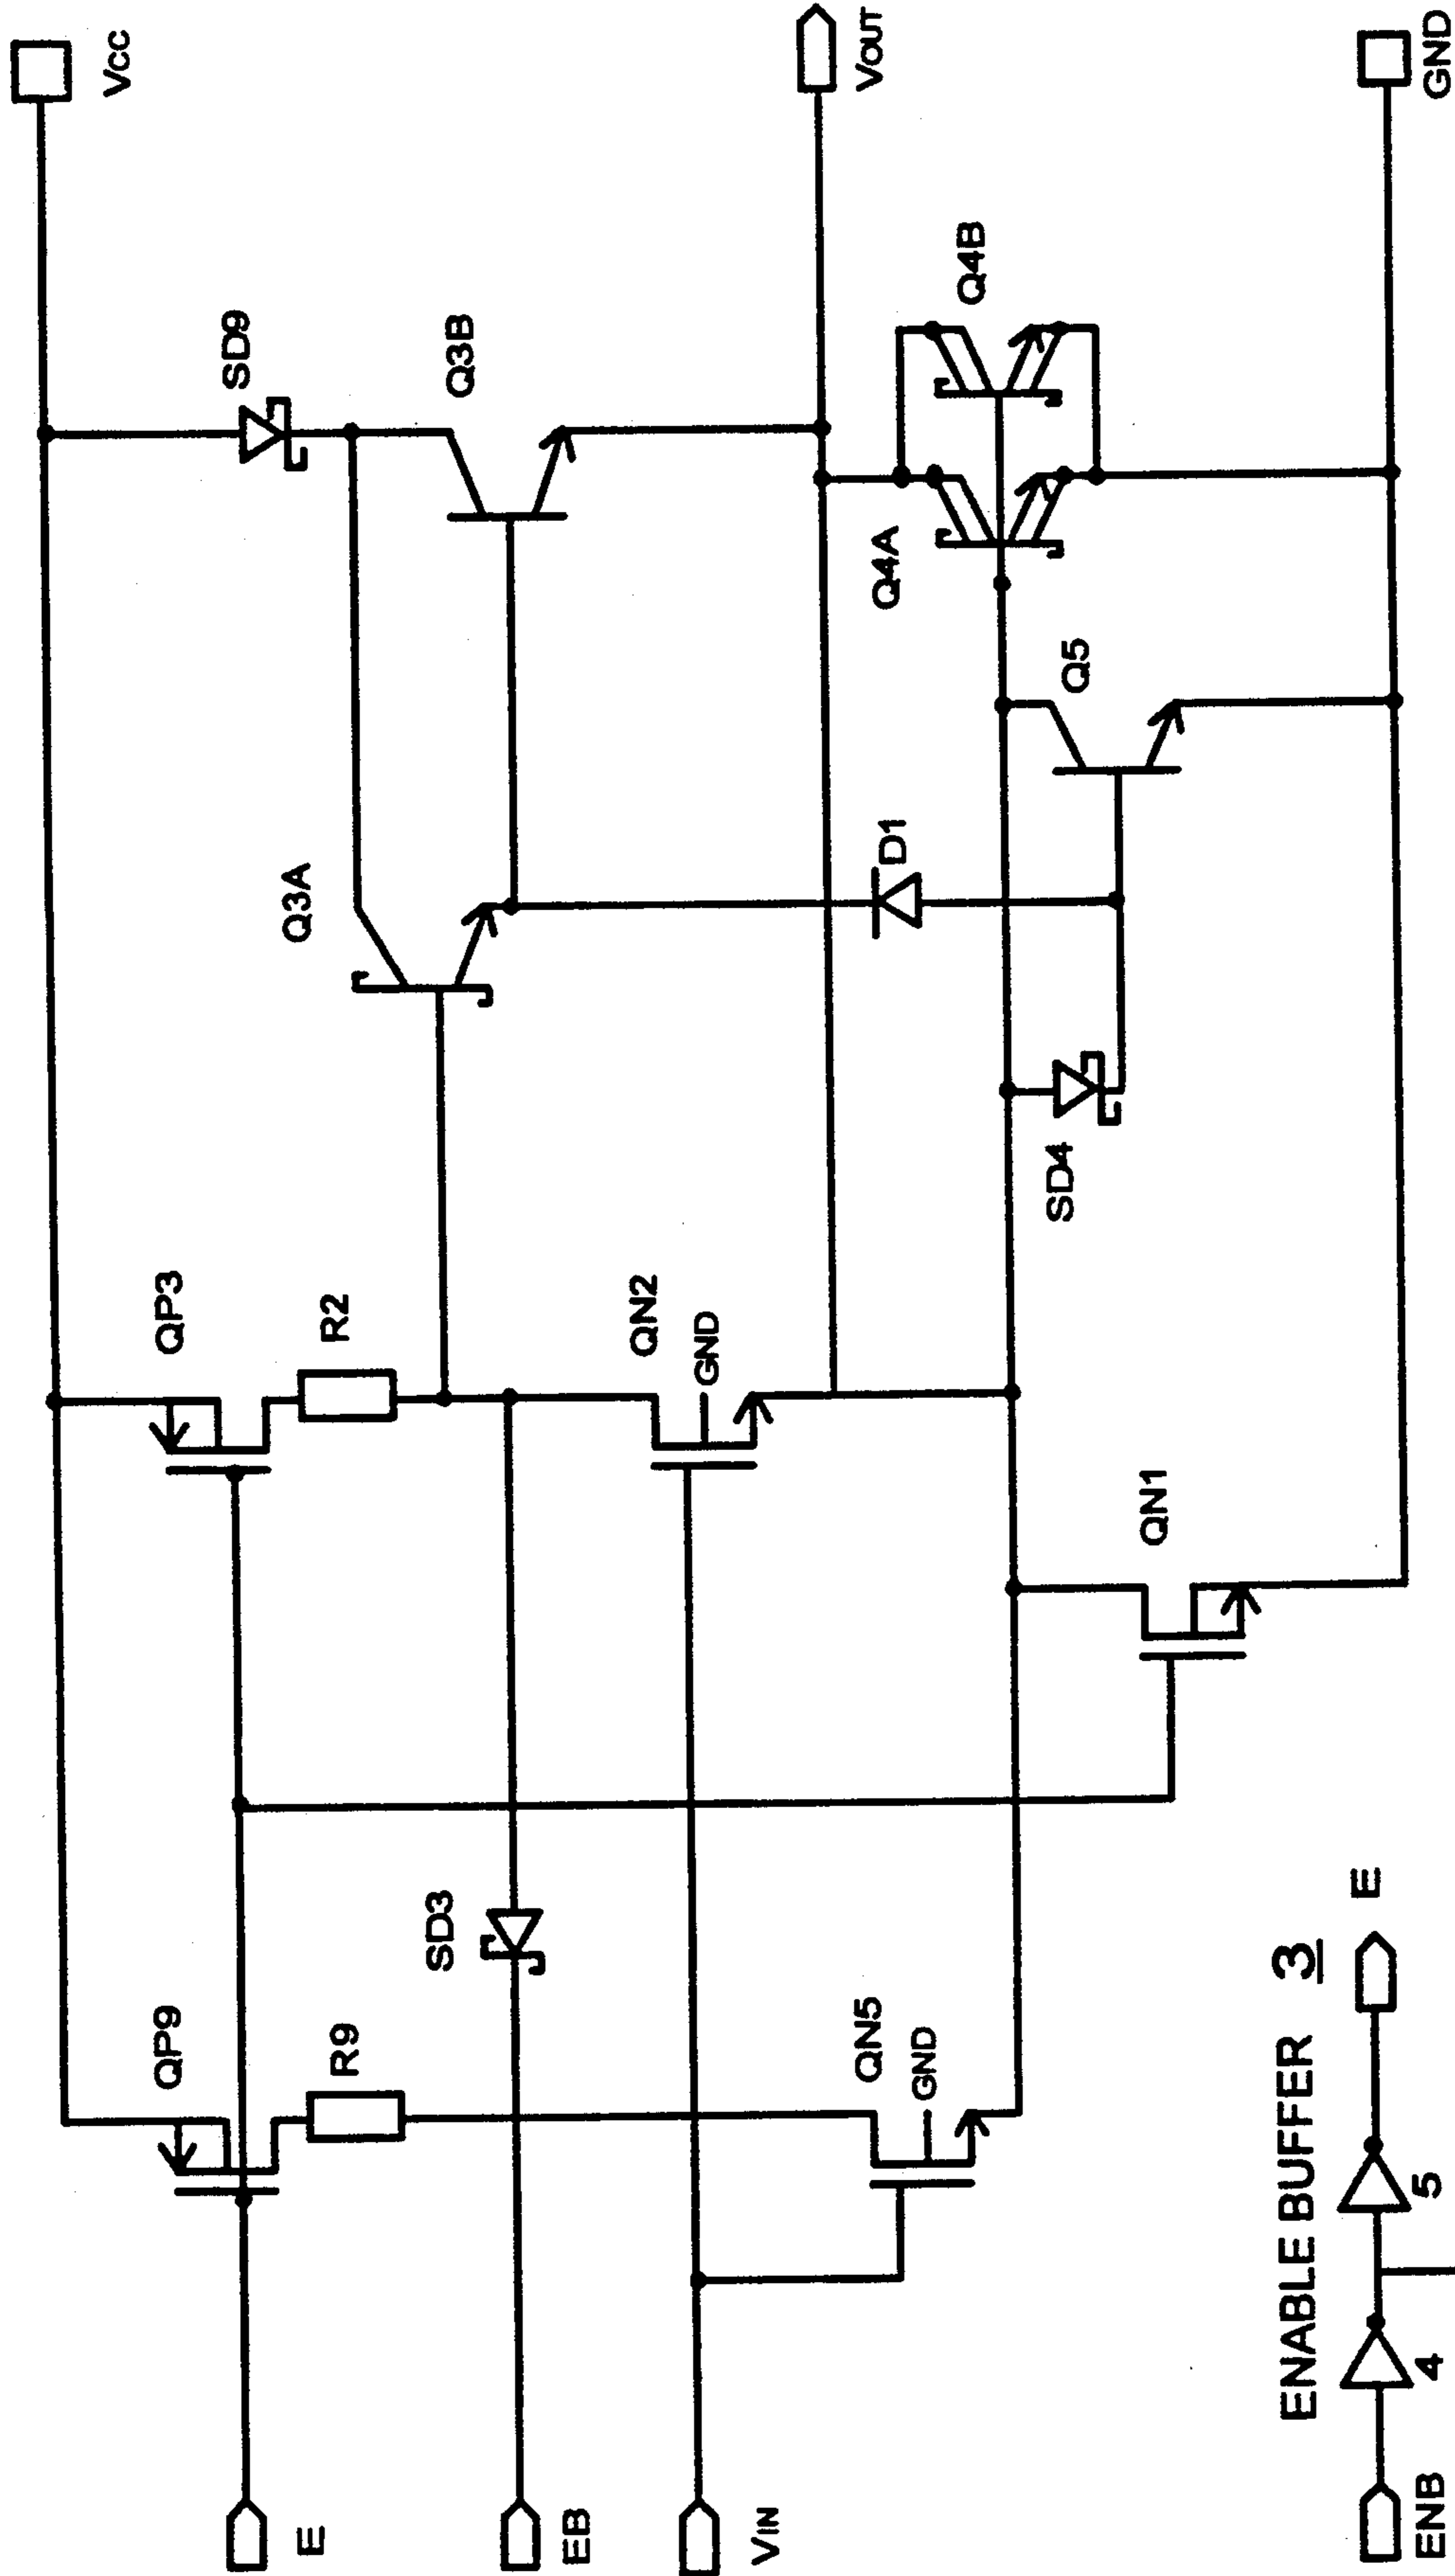 VCC
SD9
Q3B
VOUT
Q4B
GND
Q3A
Q4A
Q5
D1
SD4
QP3
R2
QN2
GND
QN1
QP9
R9
SD3
QN5
GND
E
EB
VIN
ENABLE BUFFER 3
ENB
4
5
E